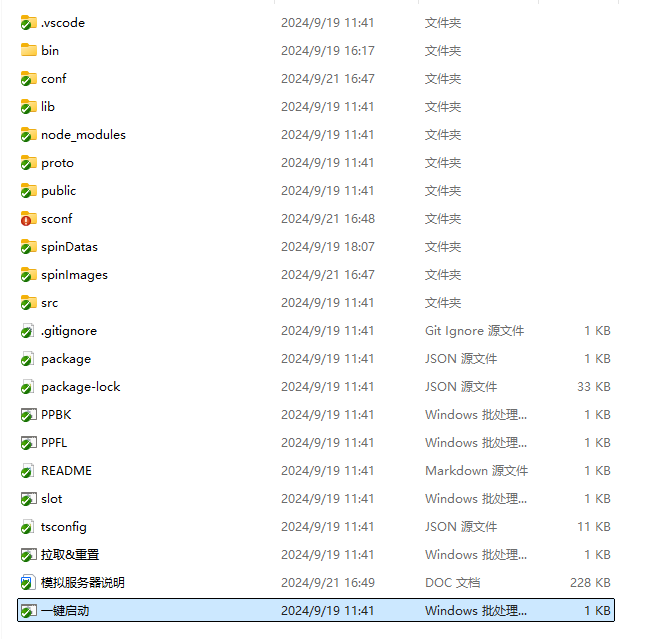 .vscode 2024/9/19 11:41 文件夹
bin 2024/9/19 16:17 文件夹
conf 2024/9/21 16:47 文件夹
lib 2024/9/19 11:41 文件夹
node_modules 2024/9/19 11:41 文件夹
proto 2024/9/19 11:41 文件夹
public 2024/9/19 11:41 文件夹
sconf 2024/9/21 16:48 文件夹
spinDatas 2024/9/19 18:07 文件夹
spinImages 2024/9/21 16:47 文件夹
src 2024/9/19 11:41 文件夹
.gitignore 2024/9/19 11:41 Git Ignore 源文件 1 KB
package 2024/9/19 11:41 JSON 源文件 1 KB
package-lock 2024/9/19 11:41 JSON 源文件 33 KB
PPBK 2024/9/19 11:41 Windows 批处理... 1 KB
PPFL 2024/9/19 11:41 Windows 批处理... 1 KB
README 2024/9/19 11:41 Markdown 源文件 1 KB
slot 2024/9/19 11:41 Windows 批处理... 1 KB
tsconfig 2024/9/19 11:41 JSON 源文件 11 KB
拉取&重置 2024/9/19 11:41 Windows 批处理... 1 KB
模拟服务器说明 2024/9/21 16:49 DOC 文档 228 KB
一键启动 2024/9/19 11:41 Windows 批处理... 1 KB